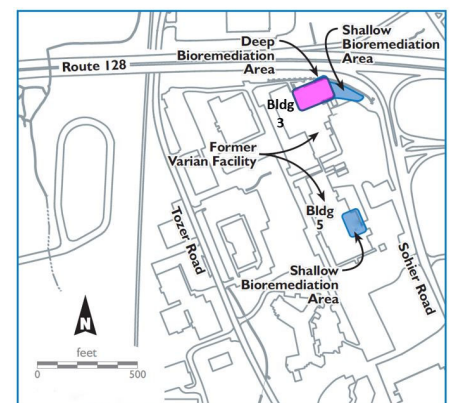 Deep
Bioremediation
Area
Shallow
Bioremediation
Area
Route 128
Bldg
3
Former
Varian Facility
Bldg
5
Tozer Road
Sohier Road
Shallow
Bioremediation
Area
N
feet
0 500